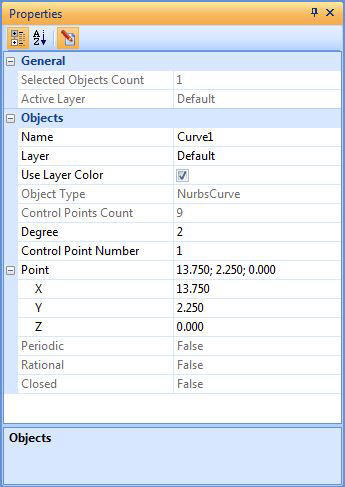 Properties
General
Selected Objects Count 1
Active Layer Default
Objects
Name Curve1
Layer Default
Use Layer Color
Object Type NurbsCurve
Control Points Count 9
Degree 2
Control Point Number 1
Point 13.750; 2.250; 0.000
X 13.750
Y 2.250
Z 0.000
Periodic False
Rational False
Closed False
Objects